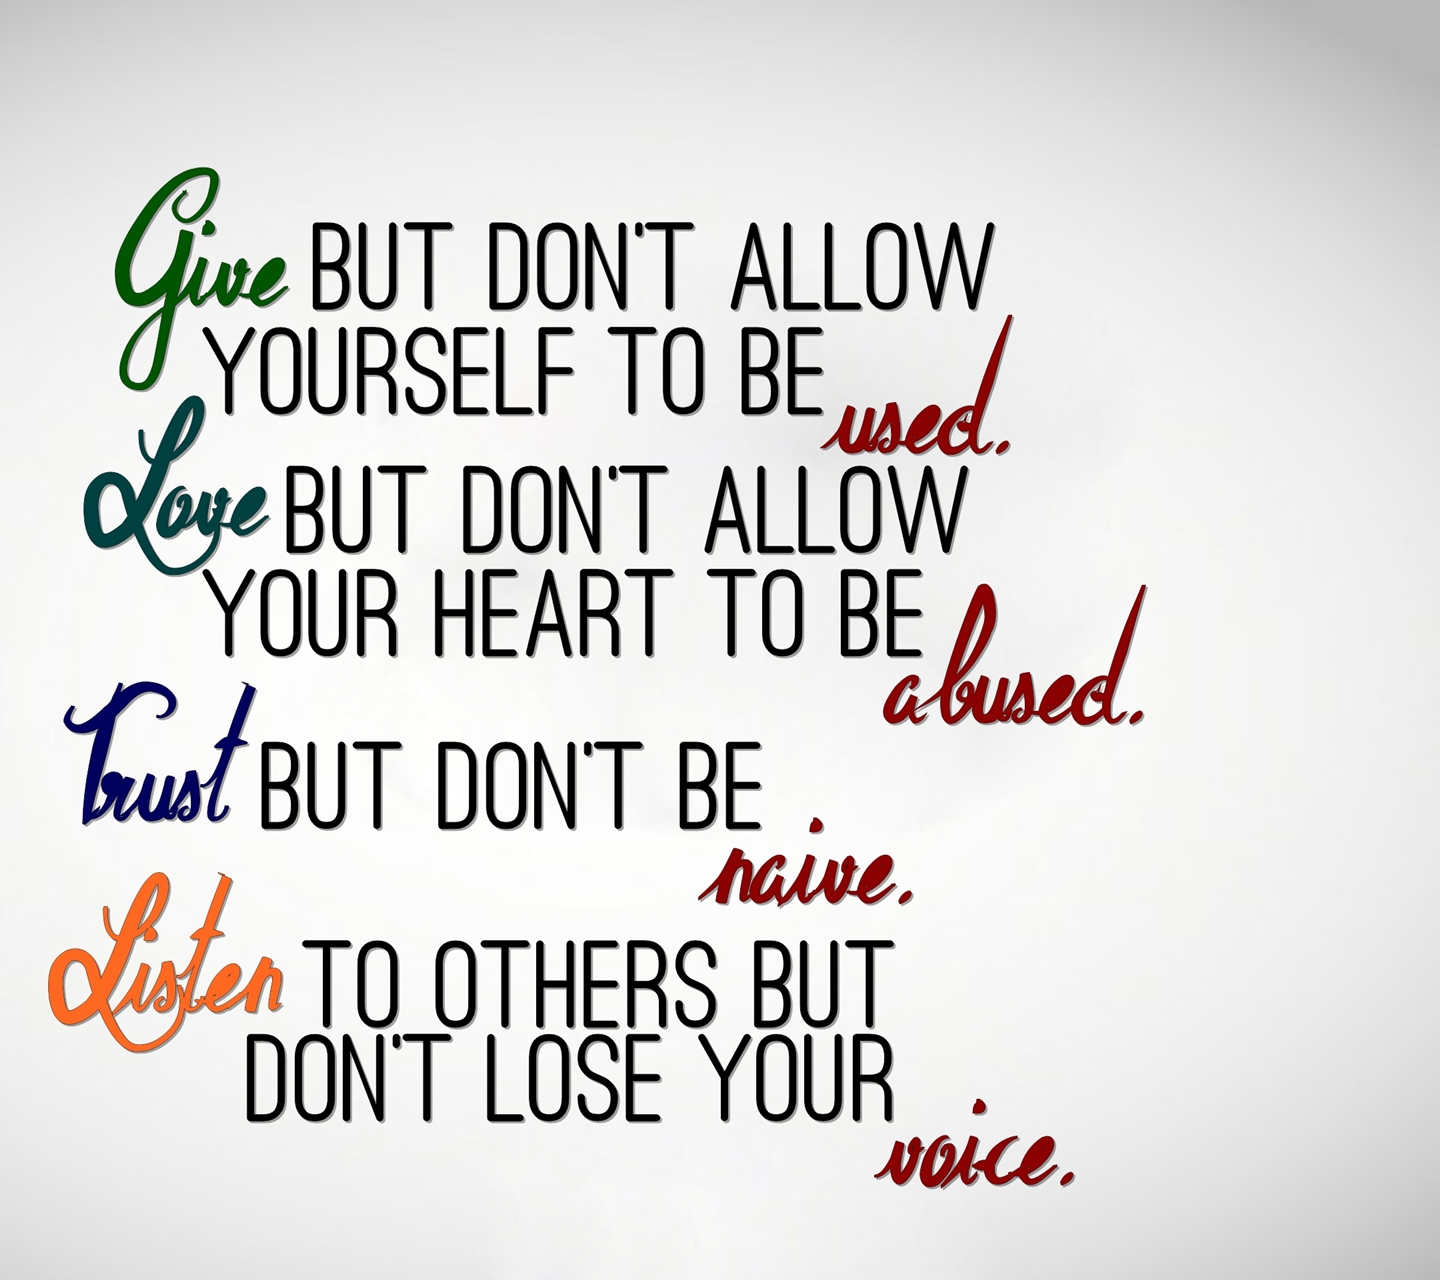 Give BUT DON'T ALLOW
YOURSELF TO BE used.
Love BUT DON'T ALLOW
YOUR HEART TO BE abused.
Trust BUT DON'T BE
naive.
Listen TO OTHERS BUT
DON'T LOSE YOUR
voice.